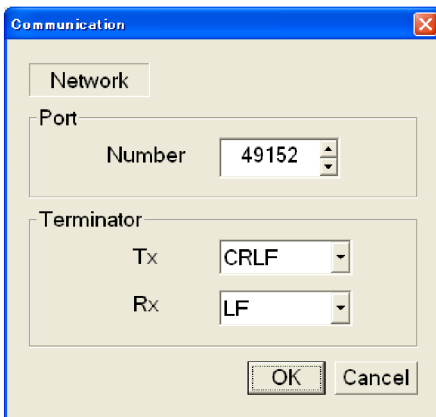 Communication
Network
Port
Number 49152
Terminator
Tx CRLF
Rx LF
OK Cancel